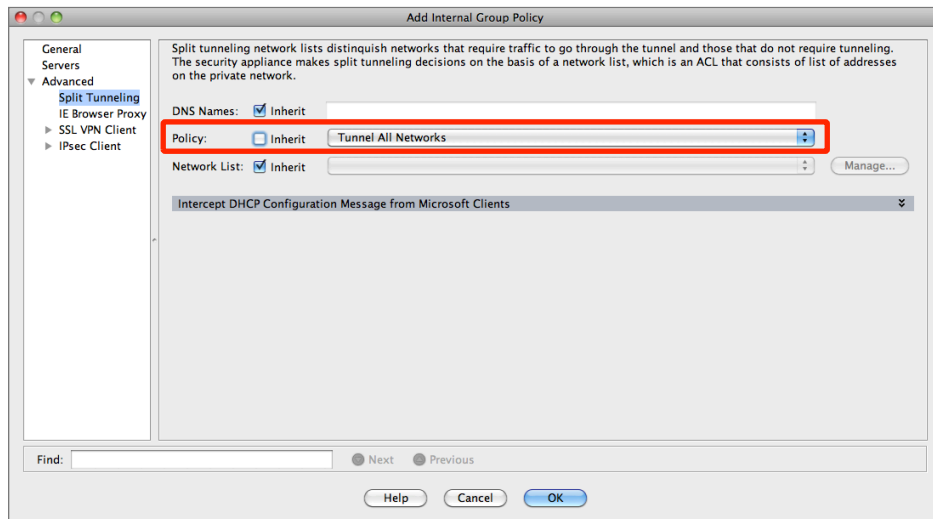 Add Internal Group Policy
General
Servers
Advanced
Split Tunneling
IE Browser Proxy
SSL VPN Client
IPsec Client
Split tunneling network lists distinguish networks that require traffic to go through the tunnel and those that do not require tunneling.
The security appliance makes split tunneling decisions on the basis of a network list, which is an ACL that consists of list of addresses
on the private network.
DNS Names: Inherit
Policy: Inherit Tunnel All Networks
Network List: Inherit Manage...
Intercept DHCP Configuration Message from Microsoft Clients
Find: Next Previous
Help Cancel OK